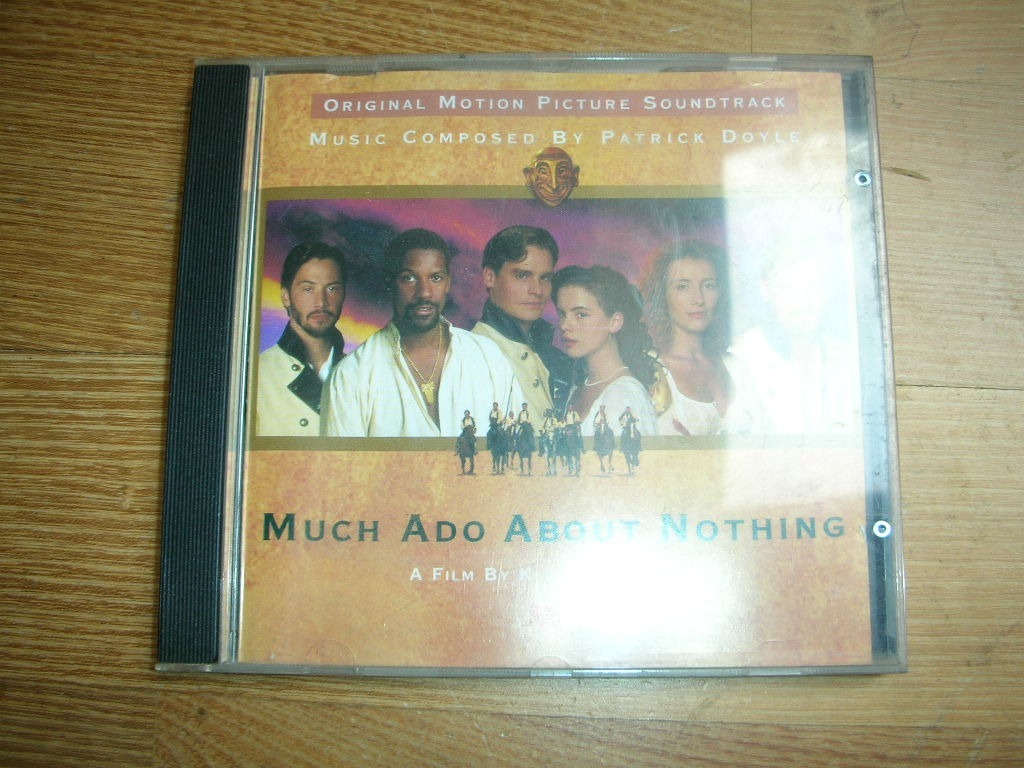 ORIGINAL MOTION PICTURE SOUNDTRACK
MUSIC COMPOSED BY PATRICK DOYLE
MUCH ADO ABOUT NOTHING
A FILM BY